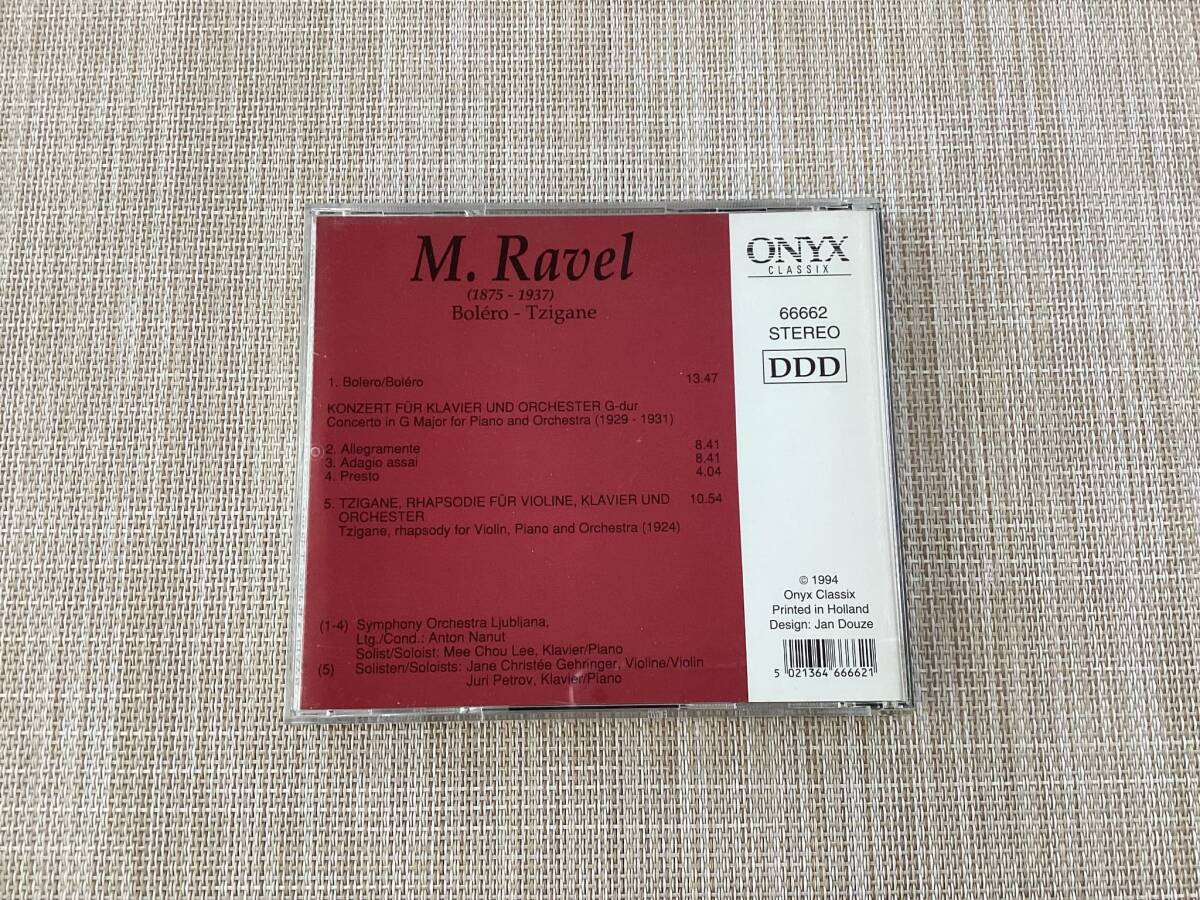 M. Ravel
(1875 - 1937)
Boléro - Tzigane
1. Bolero/Boléro 13.47
KONZERT FÜR KLAVIER UND ORCHESTER G-dur
Concerto in G Major for Piano and Orchestra (1929 - 1931)
2. Allegramente 8.41
3. Adagio assai 8.41
4. Presto 4.04
5. TZIGANE, RHAPSODIE FÜR VIOLINE, KLAVIER UND 10.54
ORCHESTER
Tzigane, rhapsody for Violin, Piano and Orchestra (1924)
(1-4) Symphony Orchestra Ljubljana,
Ltg./Cond.: Anton Nanut
Solist/Soloist: Mee Chou Lee, Klavier/Piano
(5) Solisten/Soloists: Jane Christée Gehringer, Violine/Violin
Juri Petrov, Klavier/Piano
ONYX
CLASSIX
66662
STEREO
DDD
© 1994
Onyx Classix
Printed in Holland
Design: Jan Douze
5 021364 666621